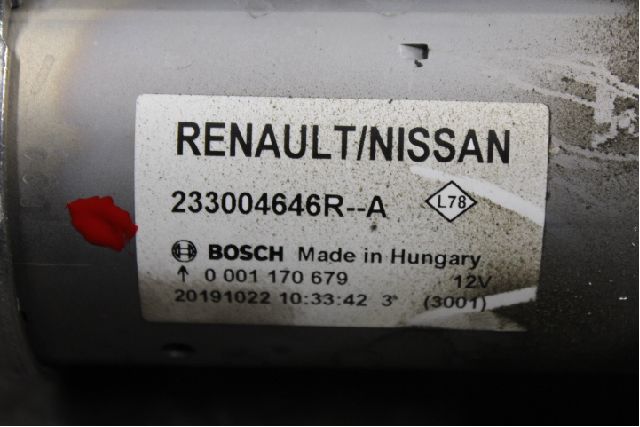 RENAULT/NISSAN
233004646R--A L78
BOSCH Made in Hungary
↑ 0 001 170 679 12V
20191022 10:33:42 3* (3001)